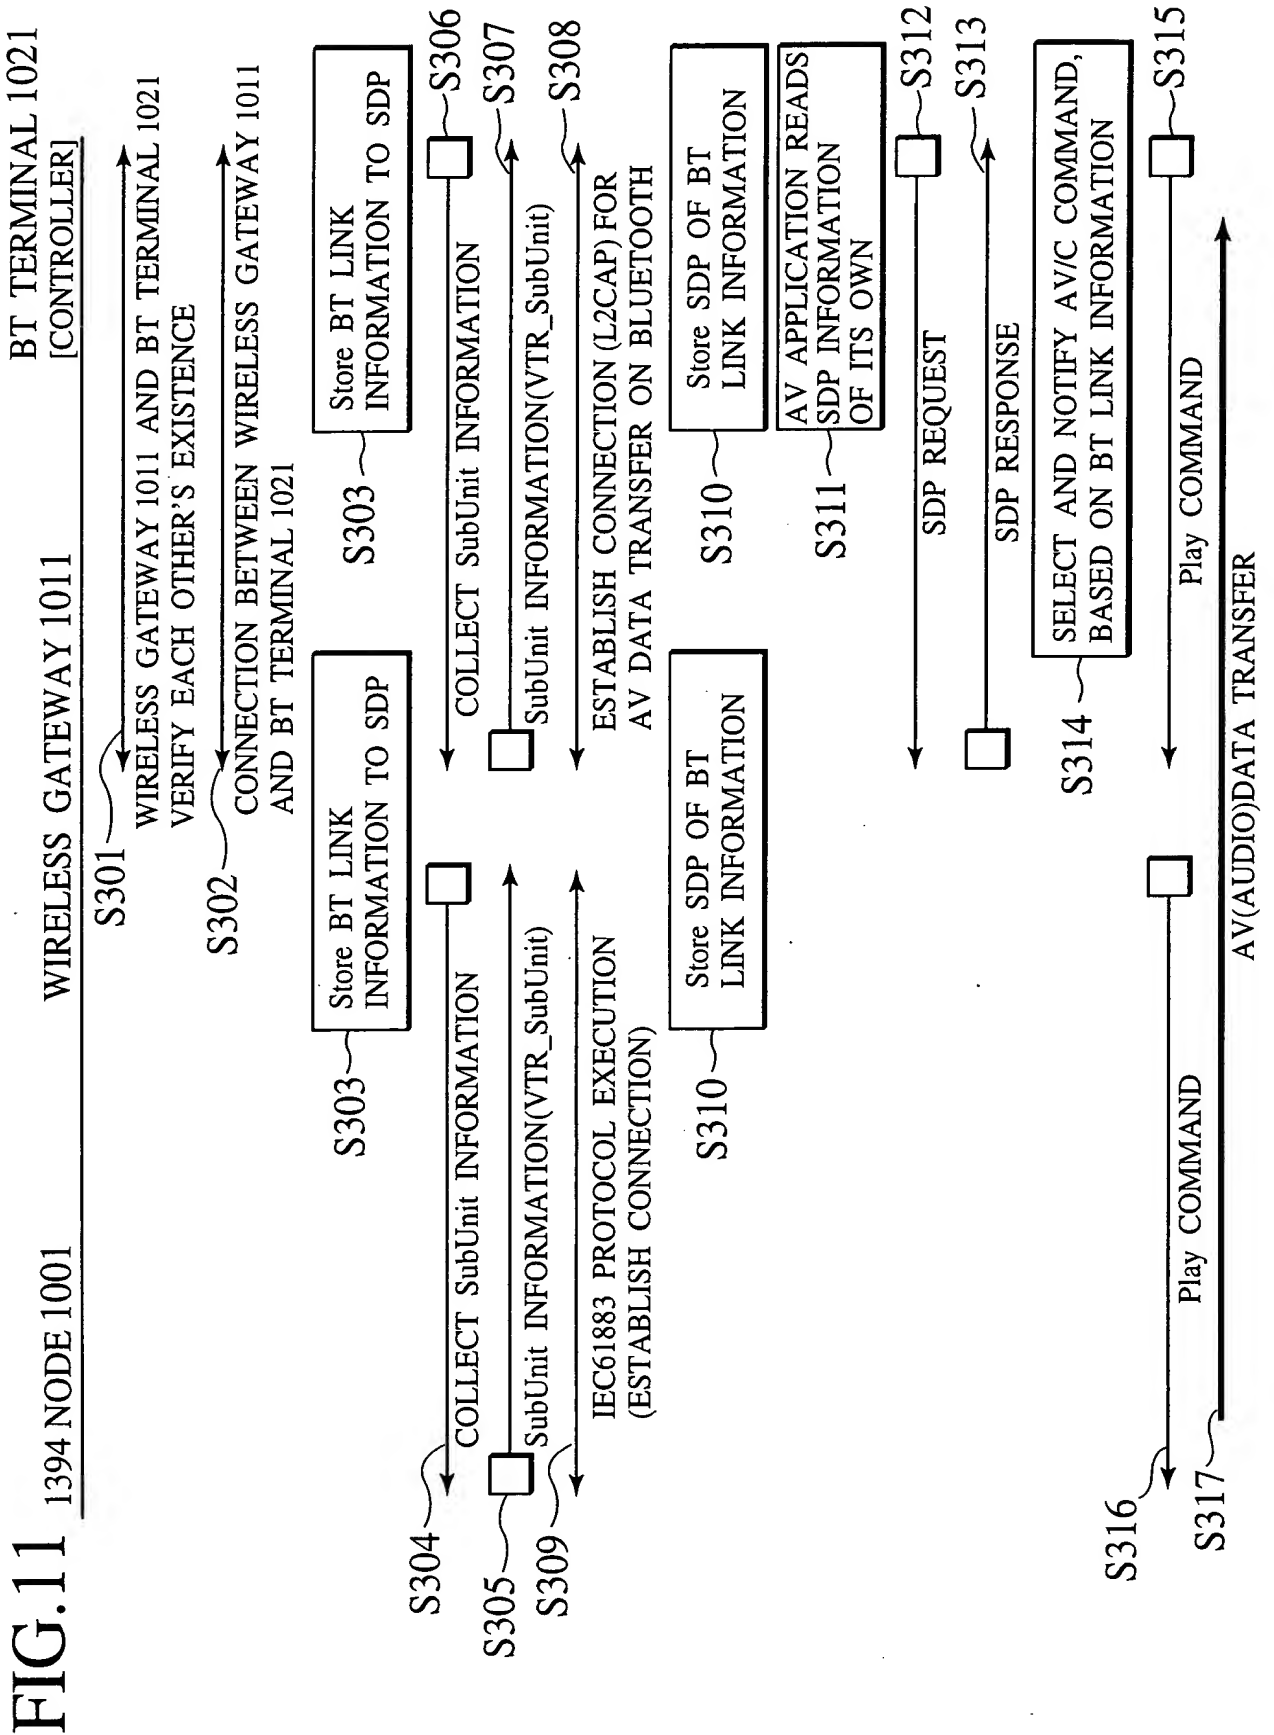 FIG.11
1394 NODE 1001
WIRELESS GATEWAY 1011
BT TERMINAL 1021
[CONTROLLER]
S301
WIRELESS GATEWAY 1011 AND BT TERMINAL 1021
VERIFY EACH OTHER'S EXISTENCE
S302
CONNECTION BETWEEN WIRELESS GATEWAY 1011
AND BT TERMINAL 1021
S303
Store BT LINK
INFORMATION TO SDP
S303
Store BT LINK
INFORMATION TO SDP
S304
COLLECT SubUnit INFORMATION
S306
COLLECT SubUnit INFORMATION
S305
SubUnit INFORMATION(VTR_SubUnit)
S307
SubUnit INFORMATION(VTR_SubUnit)
S309
IEC61883 PROTOCOL EXECUTION
(ESTABLISH CONNECTION)
S308
ESTABLISH CONNECTION (L2CAP) FOR
AV DATA TRANSFER ON BLUETOOTH
S310
Store SDP OF BT
LINK INFORMATION
S310
Store SDP OF BT
LINK INFORMATION
S311
AV APPLICATION READS
SDP INFORMATION
OF ITS OWN
S312
SDP REQUEST
S313
SDP RESPONSE
S314
SELECT AND NOTIFY AV/C COMMAND,
BASED ON BT LINK INFORMATION
S315
Play COMMAND
S316
Play COMMAND
S317
AV(AUDIO)DATA TRANSFER